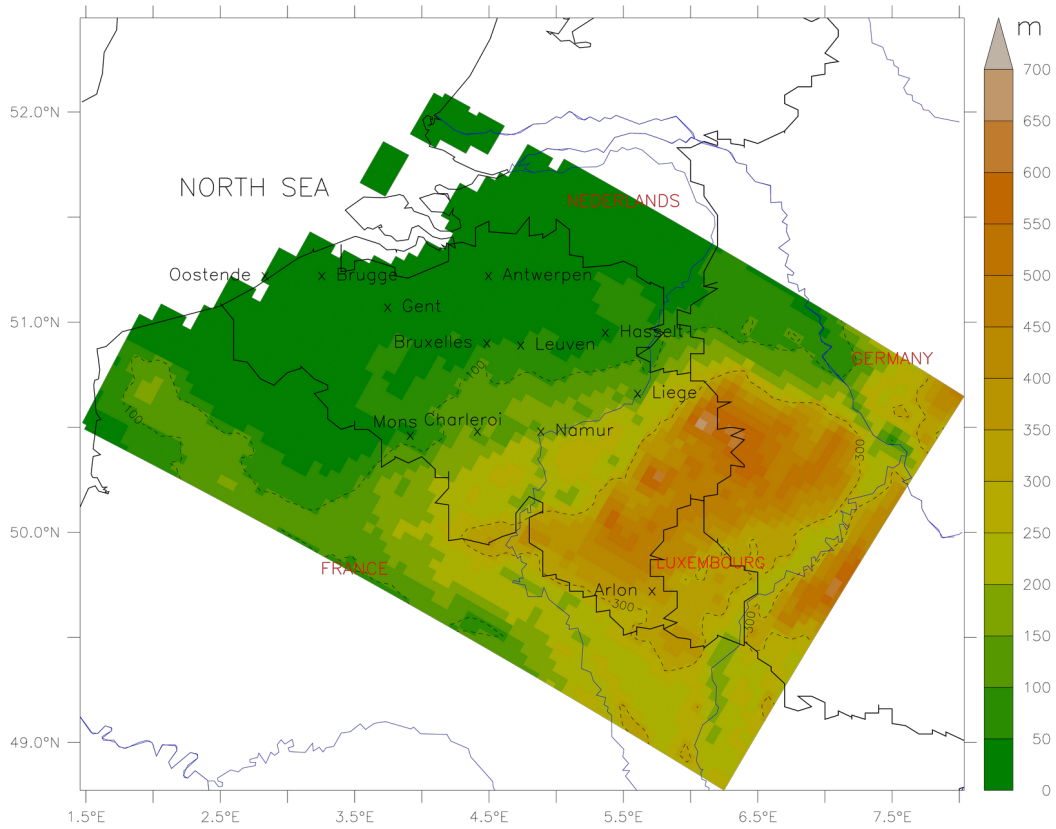 m
700
52.0°N
650
600
NORTH SEA
NEDERLANDS
550
Oostende
Brugge
Antwerpen
500
Gent
51.0°N
Hasselt
450
Bruxelles
Leuven
GERMANY
100
400
Liege
100
Mons
Charleroi
350
Namur
300
300
50.0°N
250
FRANCE
LUXEMBOURG
Arlon
200
300
300
150
100
49.0°N
50
0
1.5°E
2.5°E
3.5°E
4.5°E
5.5°E
6.5°E
7.5°E